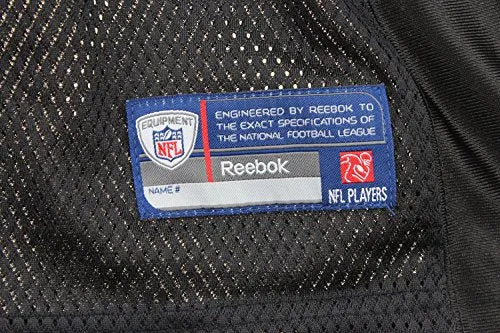 EQUIPMENT
NFL
ENGINEERED BY REEBOK TO
THE EXACT SPECIFICATIONS OF
THE NATIONAL FOOTBALL LEAGUE
Reebok
NAME #
NFL PLAYERS